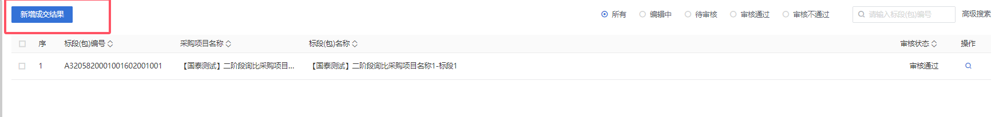 新增成交结果 所有 编辑中 待审核 审核通过 审核不通过 请输入标段(包)编号 高级搜索
序 标段(包)编号 采购项目名称 标段(包)名称 审核状态 操作
1 A3205820001001602001001 【国泰测试】二阶段询比采购项目... 【国泰测试】二阶段询比采购项目名称1-标段1 审核通过